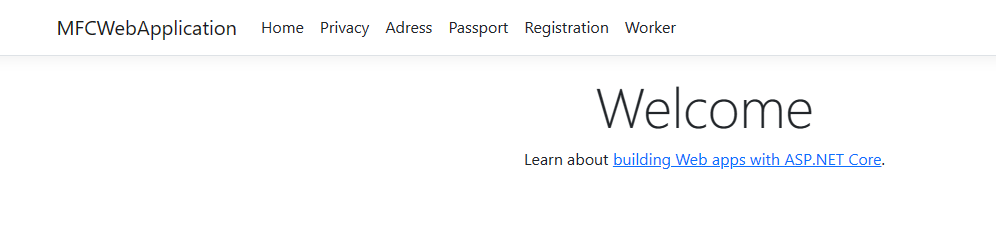 MFCWebApplication Home Privacy Adress Passport Registration Worker
Welcome
Learn about building Web apps with ASP.NET Core.